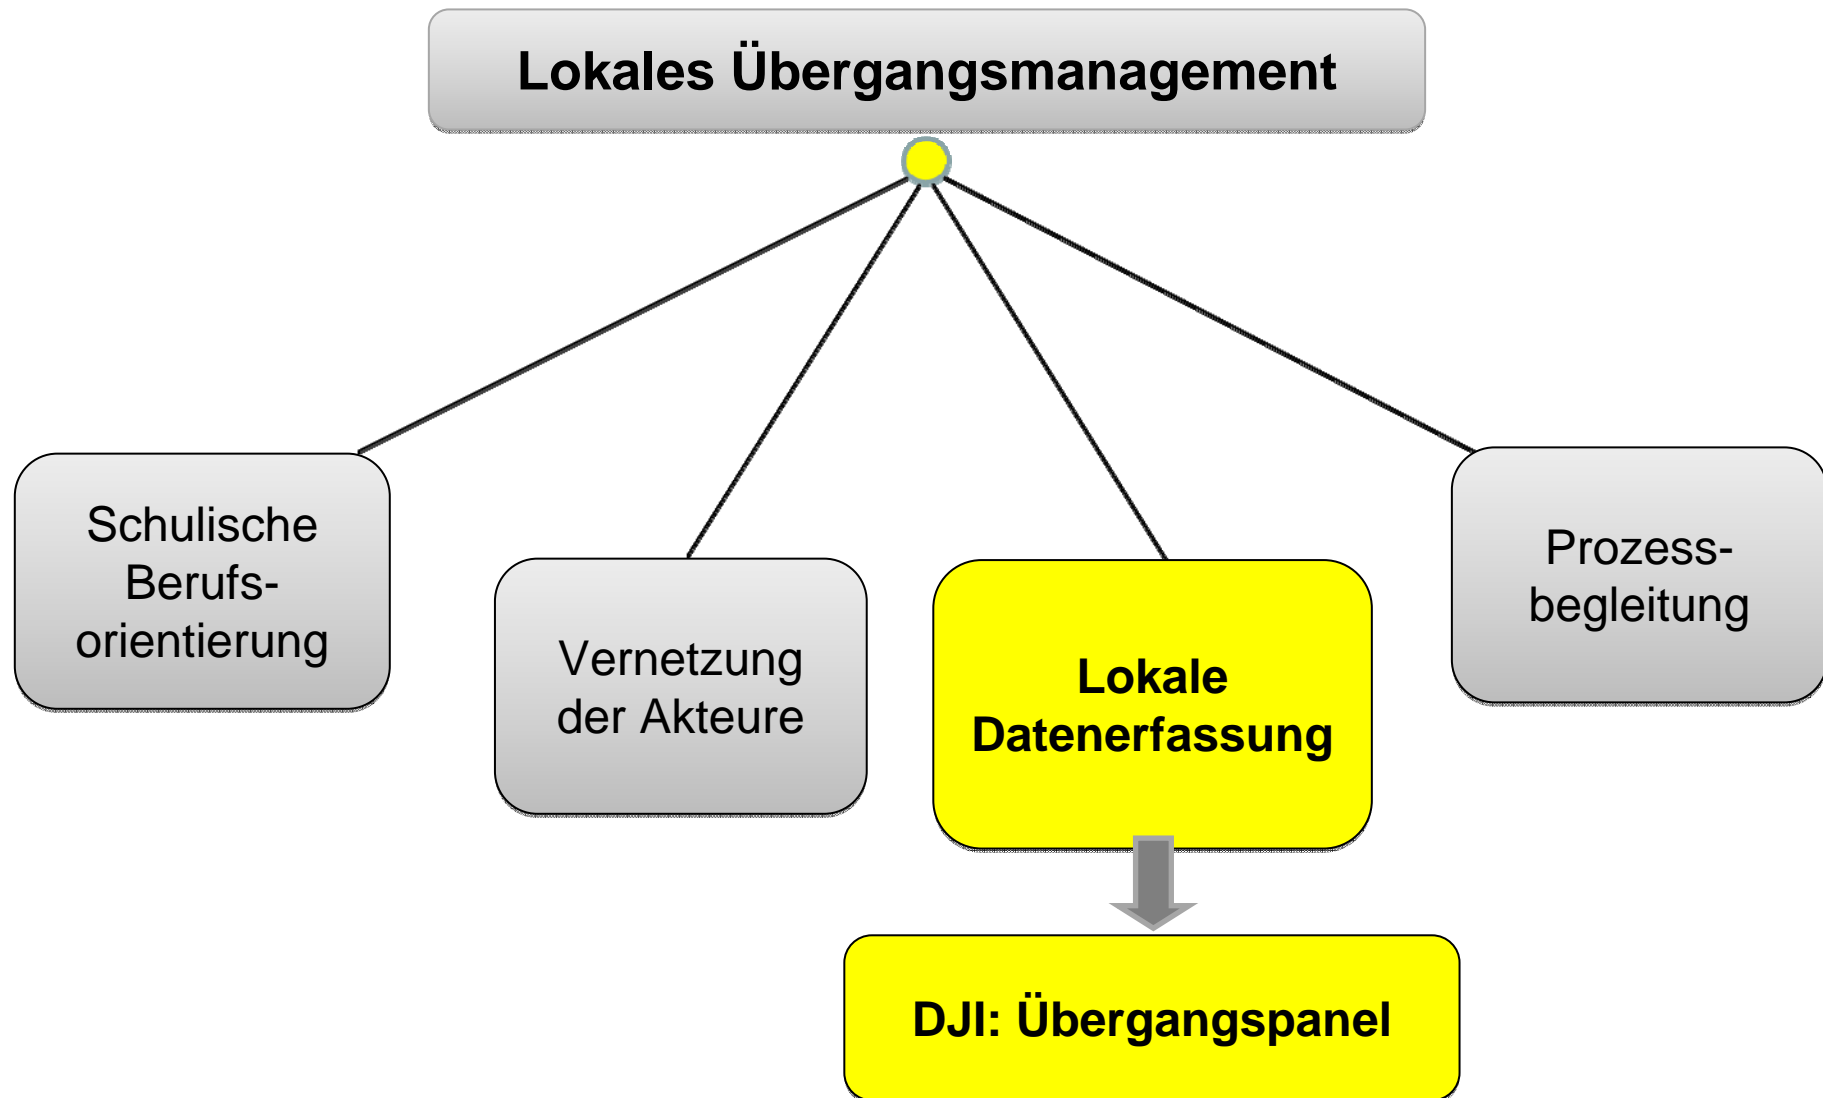 Lokales Übergangsmanagement
Schulische
Berufs-
orientierung
Vernetzung
der Akteure
Lokale
Datenerfassung
Prozess-
begleitung
DJI: Übergangspanel